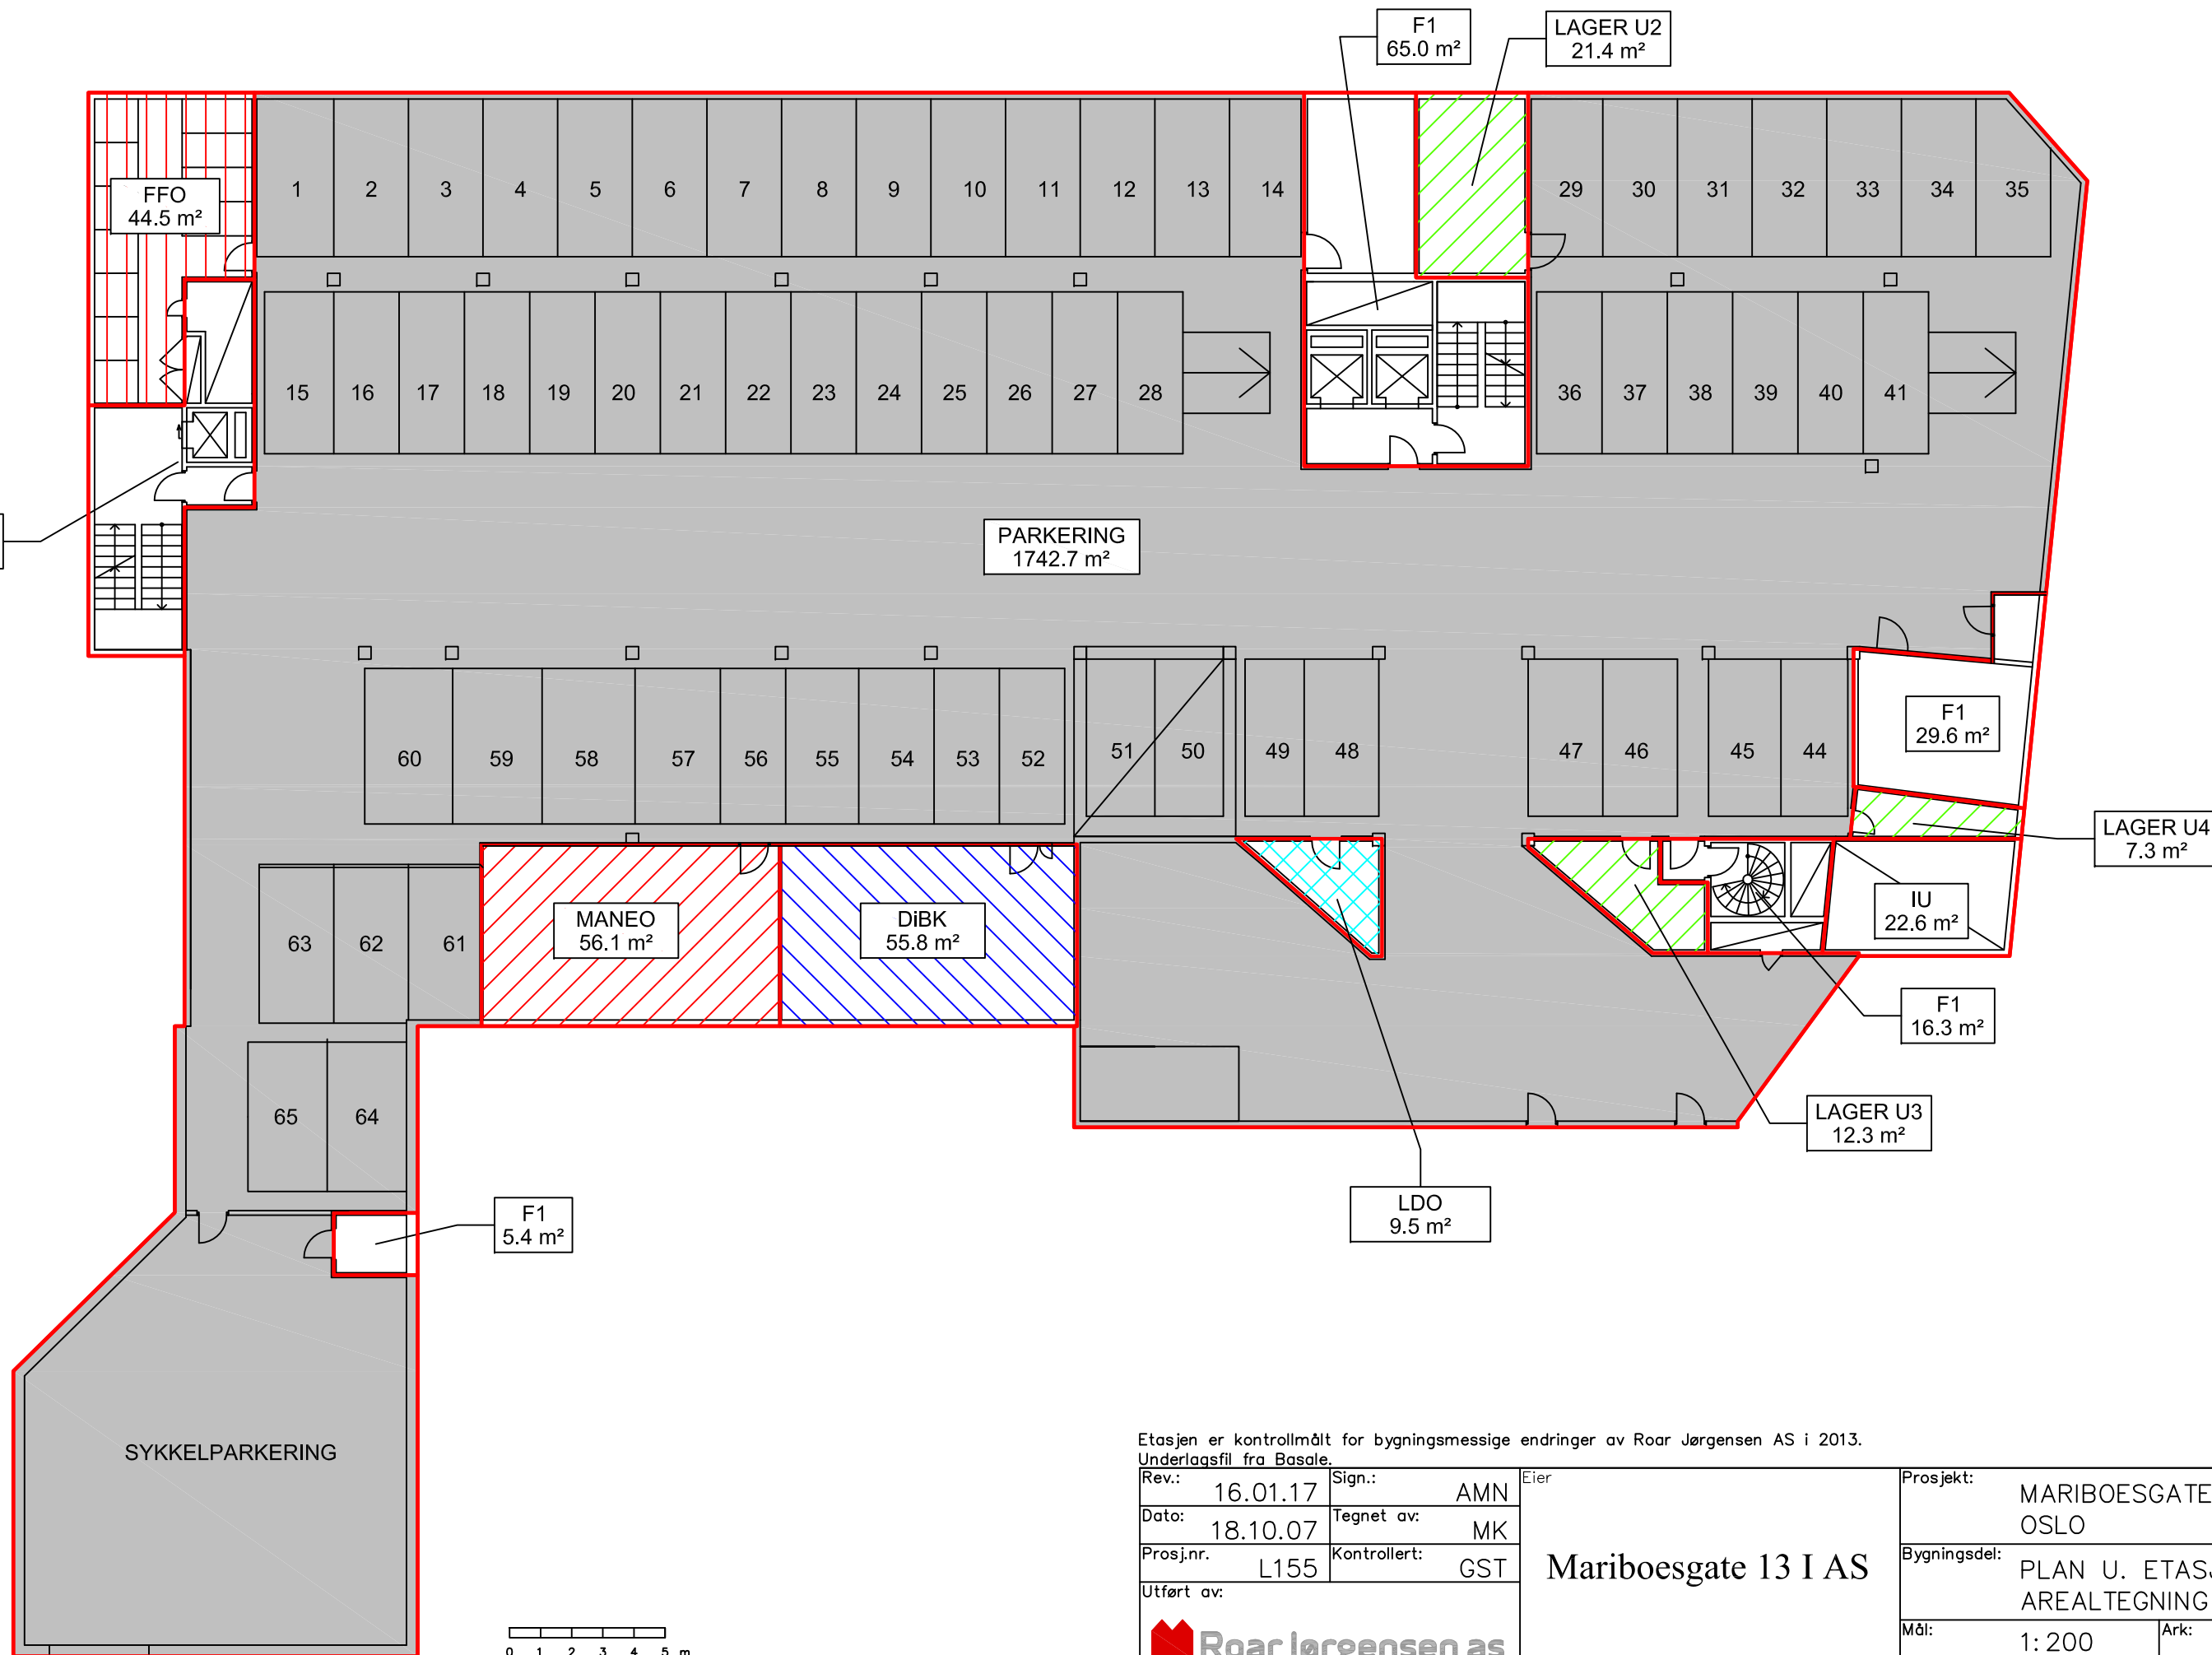 F1
65.0 m²
LAGER U2
21.4 m²
FFO
44.5 m²
1 2 3 4 5 6 7 8 9 10 11 12 13 14
29 30 31 32 33 34 35
15 16 17 18 19 20 21 22 23 24 25 26 27 28
36 37 38 39 40 41
PARKERING
1742.7 m²
60 59 58 57 56 55 54 53 52
51 50 49 48 47 46 45 44
F1
29.6 m²
LAGER U4
7.3 m²
63 62 61
MANEO
56.1 m²
DiBK
55.8 m²
IU
22.6 m²
F1
16.3 m²
65 64
LAGER U3
12.3 m²
LDO
9.5 m²
F1
5.4 m²
SYKKELPARKERING
0 1 2 3 4 5 m
Etasjen er kontrollmålt for bygningsmessige endringer av Roar Jørgensen AS i 2013.
Underlagsfil fra Basale.
Rev.: 16.01.17 Sign.: AMN
Dato: 18.10.07 Tegnet av: MK
Prosj.nr. L155 Kontrollert: GST
Utført av:
Roar Jørgensen as
Eier
Mariboesgate 13 I AS
Prosjekt: MARIBOESGATE
OSLO
Bygningsdel: PLAN U. ETASJ
AREALTEGNING
Mål: 1:200 Ark: